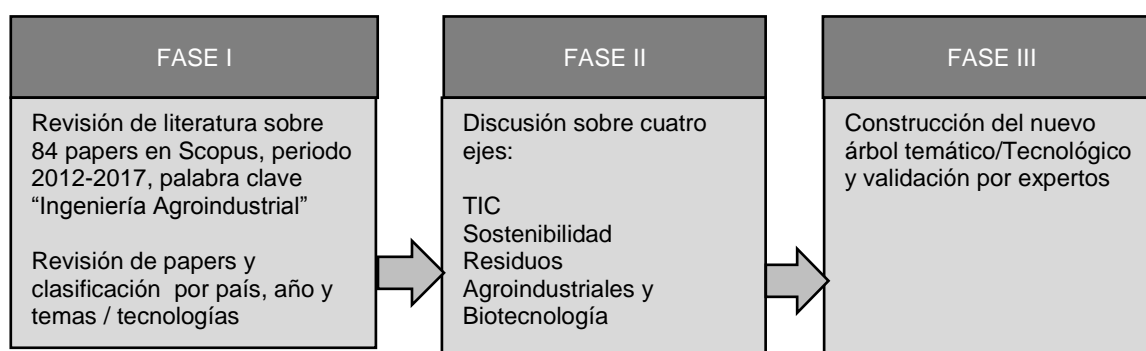 FASE I
Revisión de literatura sobre
84 papers en Scopus, periodo
2012-2017, palabra clave
“Ingeniería Agroindustrial”
Revisión de papers y
clasificación por país, año y
temas / tecnologías
FASE II
Discusión sobre cuatro
ejes:
TIC
Sostenibilidad
Residuos
Agroindustriales y
Biotecnología
FASE III
Construcción del nuevo
árbol temático/Tecnológico
y validación por expertos